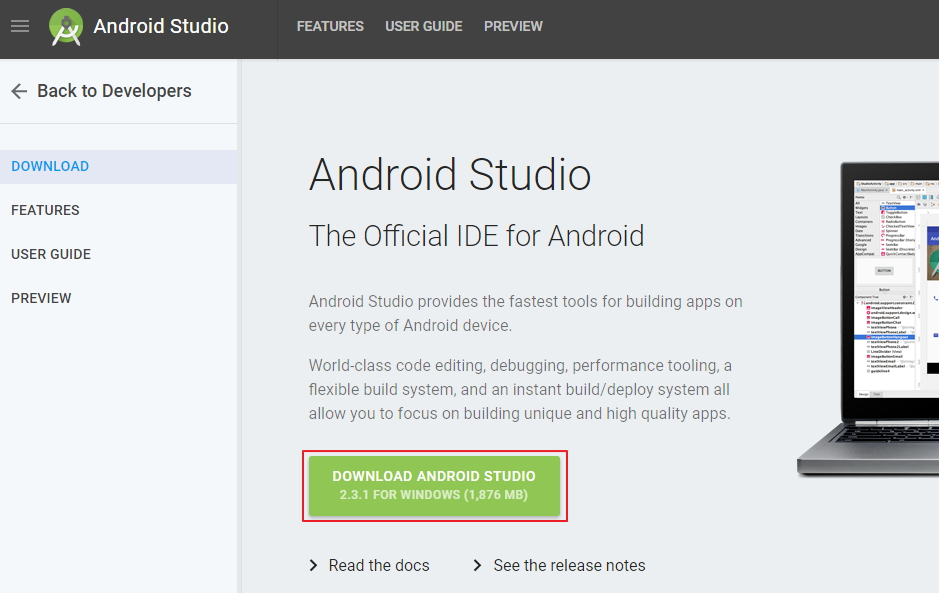 Android Studio
FEATURES USER GUIDE PREVIEW
Back to Developers
DOWNLOAD
FEATURES
USER GUIDE
PREVIEW
Android Studio
The Official IDE for Android
Android Studio provides the fastest tools for building apps on
every type of Android device.
World-class code editing, debugging, performance tooling, a
flexible build system, and an instant build/deploy system all
allow you to focus on building unique and high quality apps.
DOWNLOAD ANDROID STUDIO
2.3.1 FOR WINDOWS (1,876 MB)
Read the docs
See the release notes
BUTTON
Button